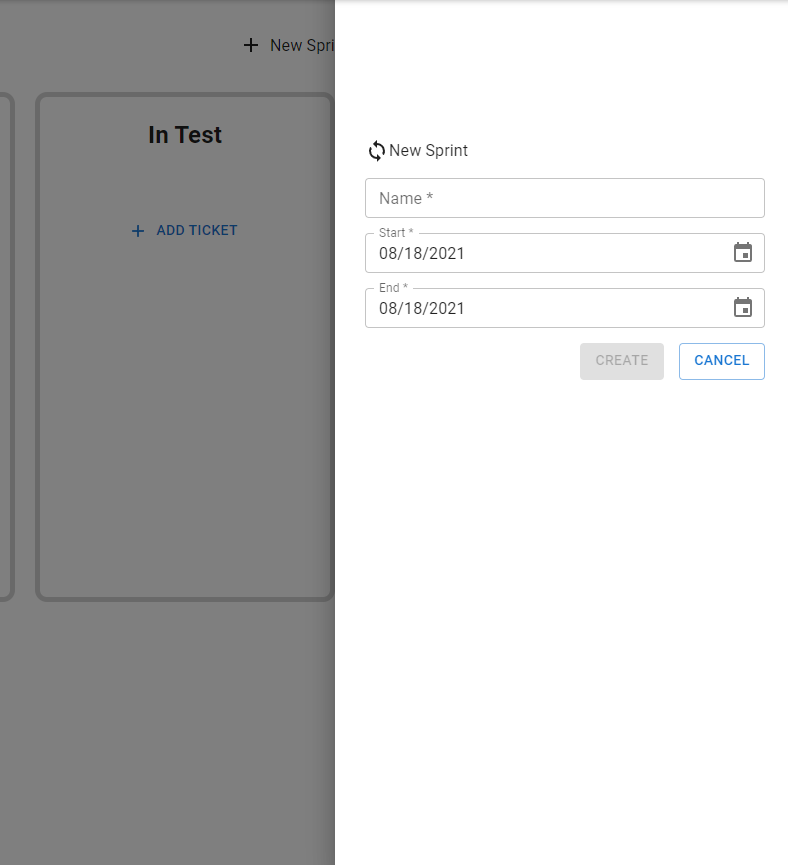 New Spri
In Test
ADD TICKET
New Sprint
Name *
Start *
08/18/2021
End *
08/18/2021
CREATE
CANCEL